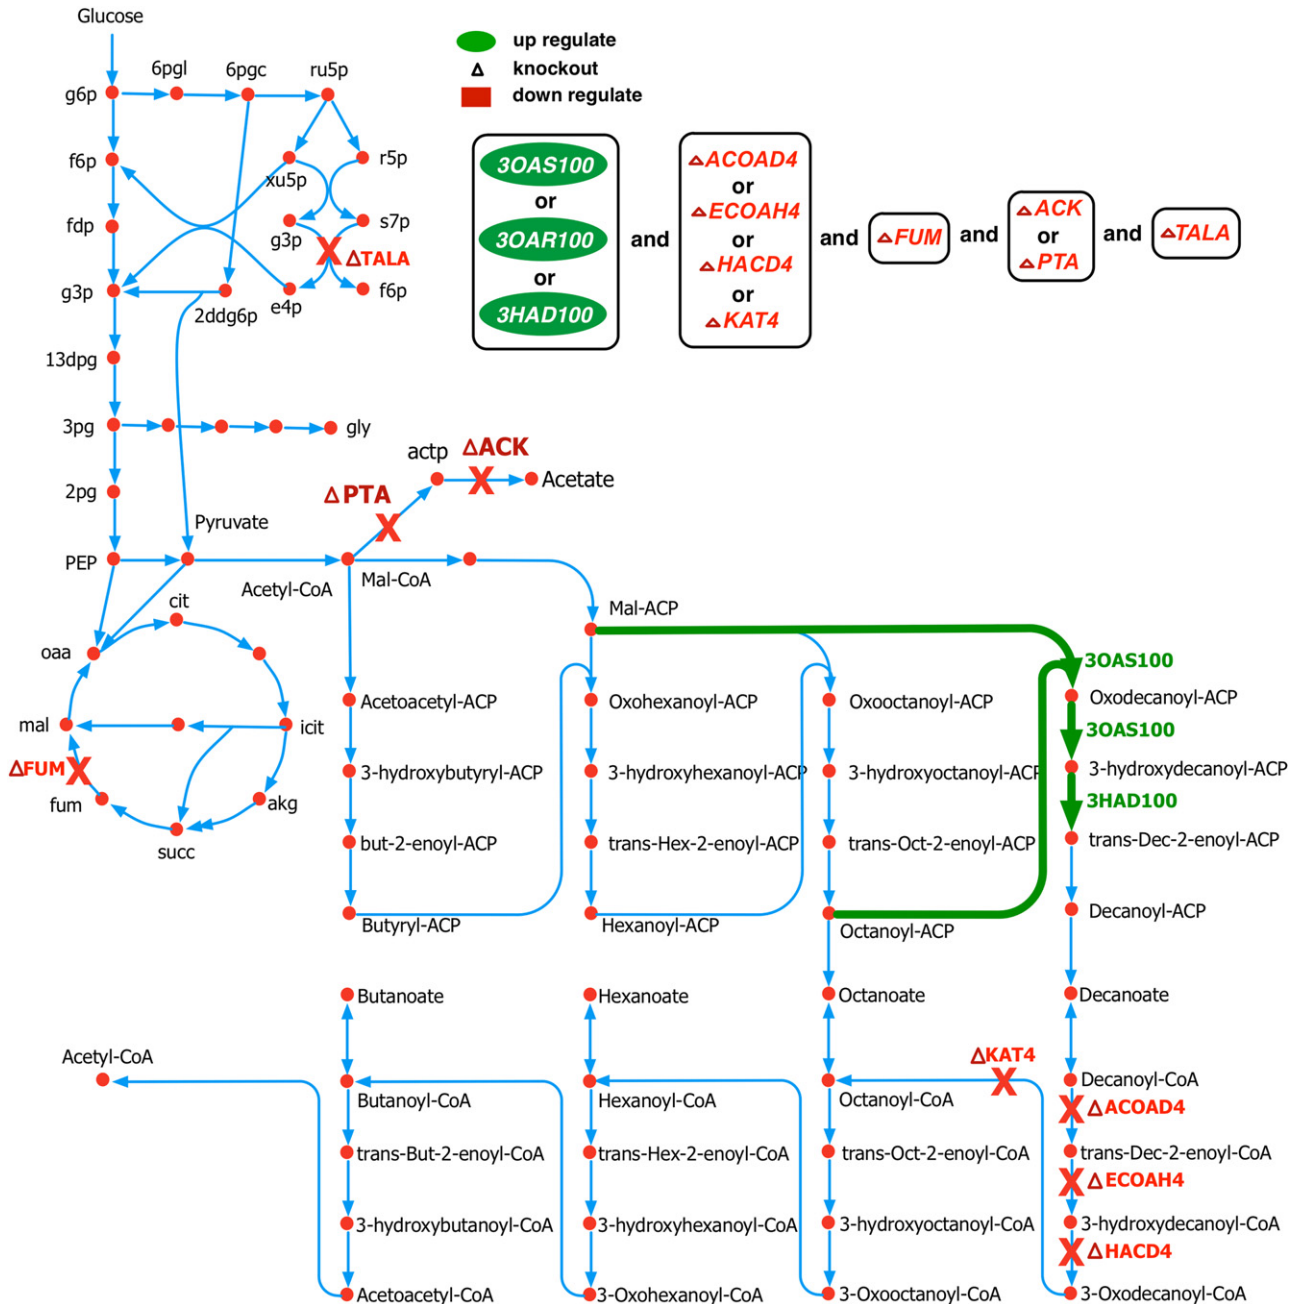 Glucose
up regulate
Δ knockout
down regulate
6pgl
6pgc
ru5p
g6p
f6p
xu5p
r5p
fdp
g3p
s7p
ΔTALA
g3p
2ddg6p
e4p
f6p
3OAS100
or
3OAR100
or
3HAD100
and
ΔACOAD4
or
ΔECOAH4
or
ΔHACD4
or
ΔKAT4
and
ΔFUM
and
ΔACK
or
ΔPTA
and
ΔTALA
13dpg
3pg
gly
2pg
actp
ΔACK
Acetate
ΔPTA
Pyruvate
PEP
Acetyl-CoA
Mal-CoA
Mal-ACP
cit
oaa
mal
icit
ΔFUM
fum
akg
succ
3OAS100
Acetoacetyl-ACP
Oxohexanoyl-ACP
Oxooctanoyl-ACP
Oxodecanoyl-ACP
3OAS100
3-hydroxybutyryl-ACP
3-hydroxyhexanoyl-ACP
3-hydroxyoctanoyl-ACP
3-hydroxydecanoyl-ACP
3HAD100
but-2-enoyl-ACP
trans-Hex-2-enoyl-ACP
trans-Oct-2-enoyl-ACP
trans-Dec-2-enoyl-ACP
Butyryl-ACP
Hexanoyl-ACP
Octanoyl-ACP
Decanoyl-ACP
Butanoate
Hexanoate
Octanoate
Decanoate
Acetyl-CoA
ΔKAT4
Butanoyl-CoA
Hexanoyl-CoA
Octanoyl-CoA
Decanoyl-CoA
ΔACOAD4
trans-But-2-enoyl-CoA
trans-Hex-2-enoyl-CoA
trans-Oct-2-enoyl-CoA
trans-Dec-2-enoyl-CoA
ΔECOAH4
3-hydroxybutanoyl-CoA
3-hydroxyhexanoyl-CoA
3-hydroxyoctanoyl-CoA
3-hydroxydecanoyl-CoA
ΔHACD4
Acetoacetyl-CoA
3-Oxohexanoyl-CoA
3-Oxooctanoyl-CoA
3-Oxodecanoyl-CoA